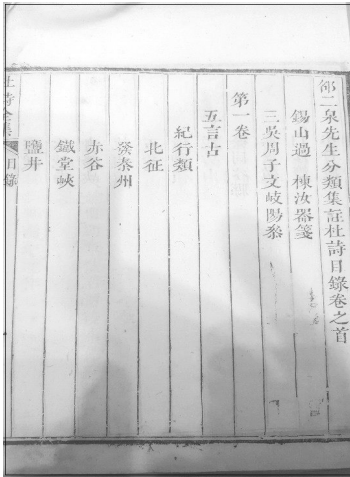 邵二泉先生分類集註杜詩目錄卷之首
錫山過 棟汝器箋
三吳周子文岐陽叅
第一卷
五言古
紀行類
北征
發秦州
赤谷
鐵堂峽
鹽井
杜詩全集 目錄